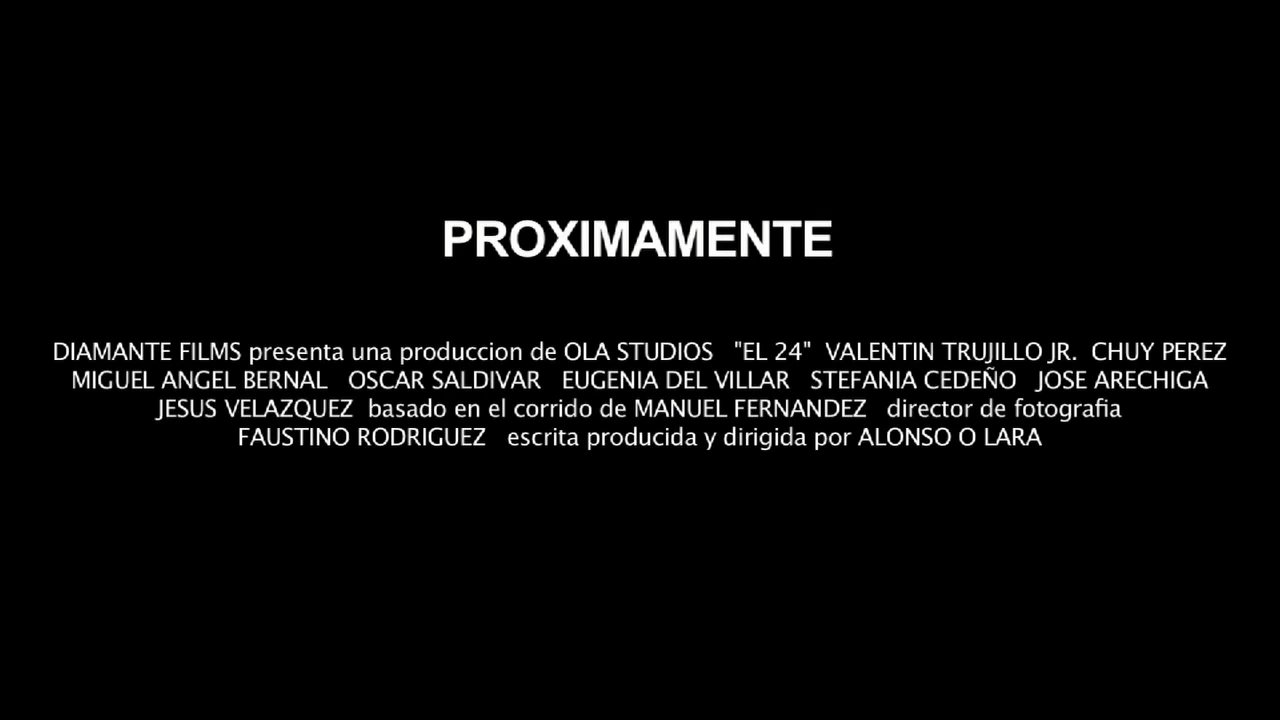 PROXIMAMENTE
DIAMANTE FILMS presenta una produccion de OLA STUDIOS "EL 24" VALENTIN TRUJILLO JR. CHUY PEREZ
MIGUEL ANGEL BERNAL OSCAR SALDIVAR EUGENIA DEL VILLAR STEFANIA CEDEÑO JOSE ARECHIGA
JESUS VELAZQUEZ basado en el corrido de MANUEL FERNANDEZ director de fotografia
FAUSTINO RODRIGUEZ escrita producida y dirigida por ALONSO O LARA